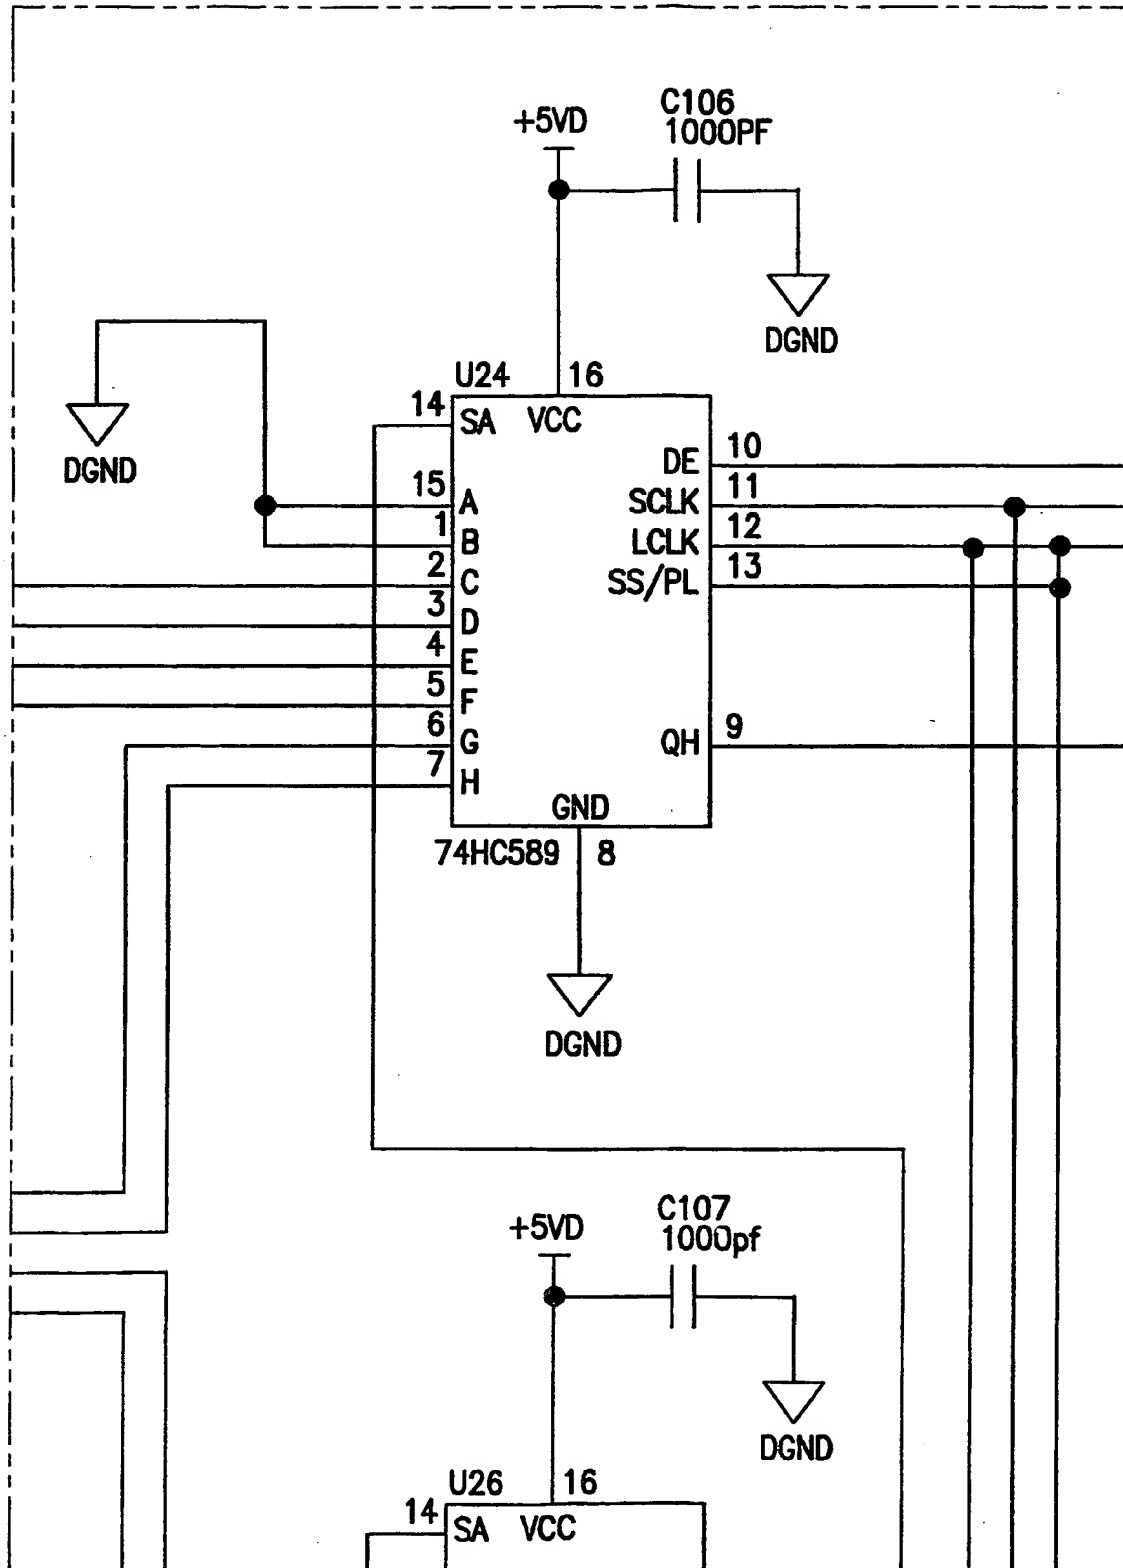 C106
+5VD
1000PF
DGND
U24
16
14
SA
VCC
DGND
DE
10
15
A
SCLK
11
1
B
LCLK
12
2
C
SS/PL
13
3
D
4
E
5
F
6
G
QH
9
7
H
GND
74HC589
8
DGND
C107
+5VD
1000pf
DGND
U26
16
14
SA
VCC